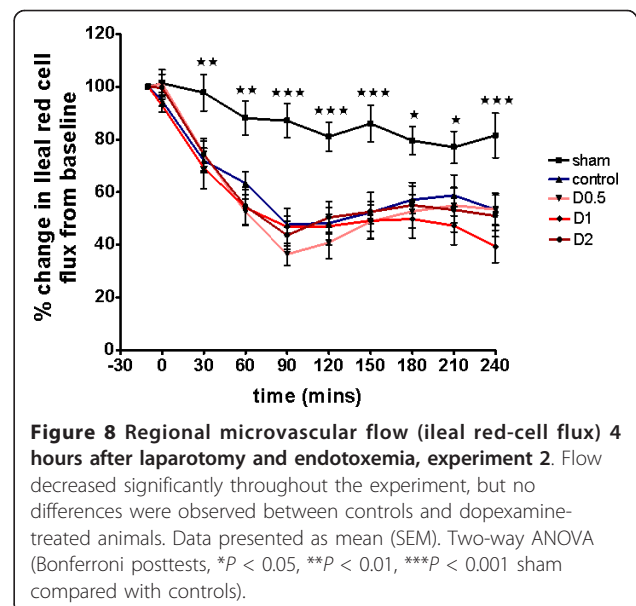 120
100
80
60
40
20
0
% change in Ileal red cell
flux from baseline
★★ ★★ ★★★ ★★★ ★★★ ★ ★ ★★★
-30 0 30 60 90 120 150 180 210 240
time (mins)
sham
control
D0.5
D1
D2
Figure 8 Regional microvascular flow (ileal red-cell flux) 4
hours after laparotomy and endotoxemia, experiment 2. Flow
decreased significantly throughout the experiment, but no
differences were observed between controls and dopexamine-
treated animals. Data presented as mean (SEM). Two-way ANOVA
(Bonferroni posttests, *P < 0.05, **P < 0.01, ***P < 0.001 sham
compared with controls).